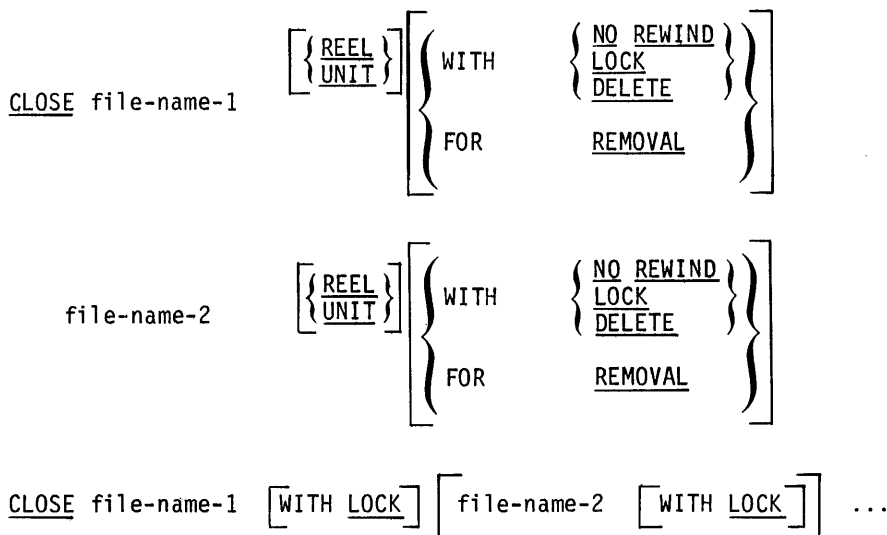 NO REWIND
REEL WITH LOCK
UNIT DELETE
CLOSE file-name-1
FOR REMOVAL
NO REWIND
REEL WITH LOCK
file-name-2 UNIT DELETE
FOR REMOVAL
CLOSE file-name-1 [WITH LOCK] [file-name-2 [WITH LOCK]] ...